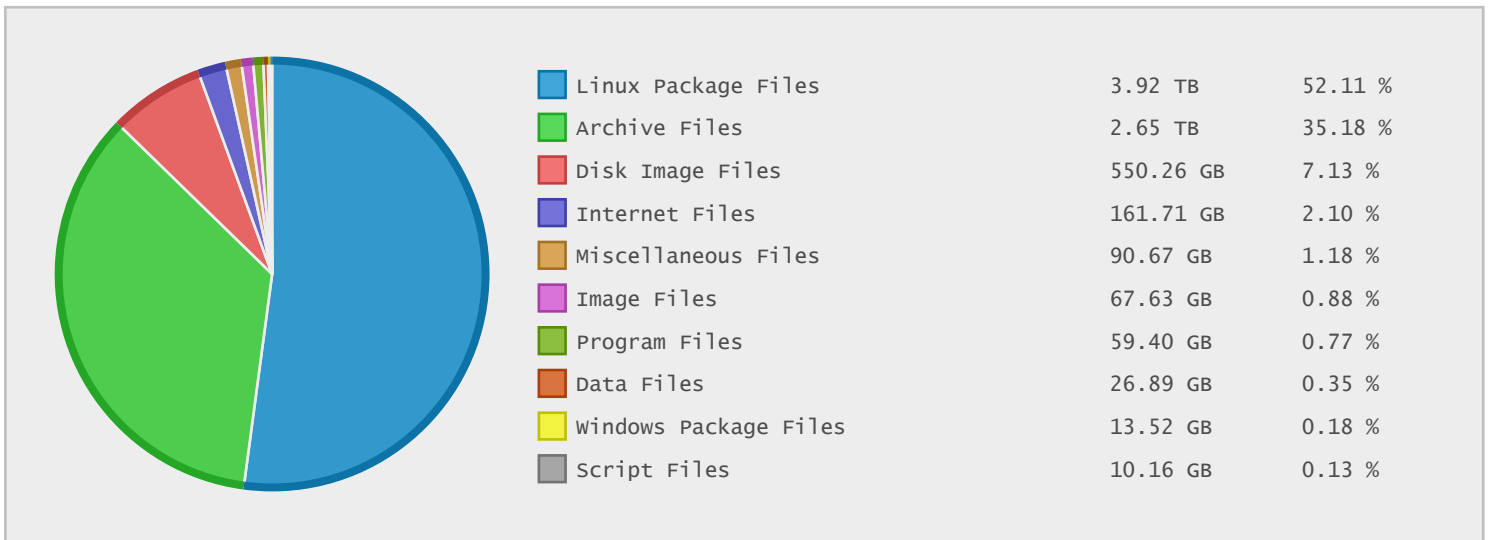 Linux Package Files 3.92 TB 52.11 %
Archive Files 2.65 TB 35.18 %
Disk Image Files 550.26 GB 7.13 %
Internet Files 161.71 GB 2.10 %
Miscellaneous Files 90.67 GB 1.18 %
Image Files 67.63 GB 0.88 %
Program Files 59.40 GB 0.77 %
Data Files 26.89 GB 0.35 %
Windows Package Files 13.52 GB 0.18 %
Script Files 10.16 GB 0.13 %